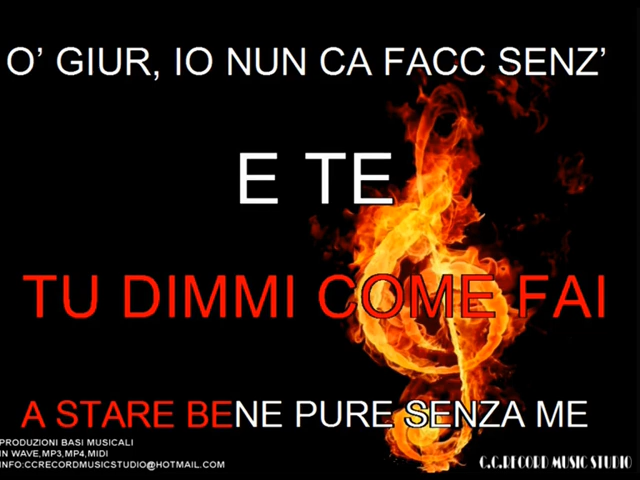 O' GIUR, IO NUN CA FACC SENZ'
E TE
TU DIMMI COME FAI
A STARE BENE PURE SENZA ME
PRODUZIONI BASI MUSICALI
IN WAVE,MP3,MP4,MIDI
INFO:CCRECORDMUSICSTUDIO@HOTMAIL.COM
C.C.RECORD MUSIC STUDIO